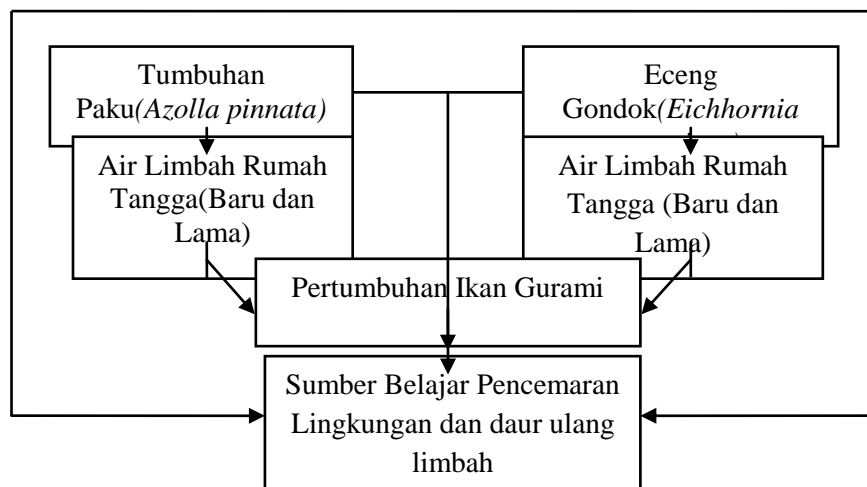 Tumbuhan
Paku(Azolla pinnata)
Eceng
Gondok(Eichhornia
Air Limbah Rumah
Tangga(Baru dan
Lama)
Air Limbah Rumah
Tangga (Baru dan
Lama)
Pertumbuhan Ikan Gurami
Sumber Belajar Pencemaran
Lingkungan dan daur ulang
limbah